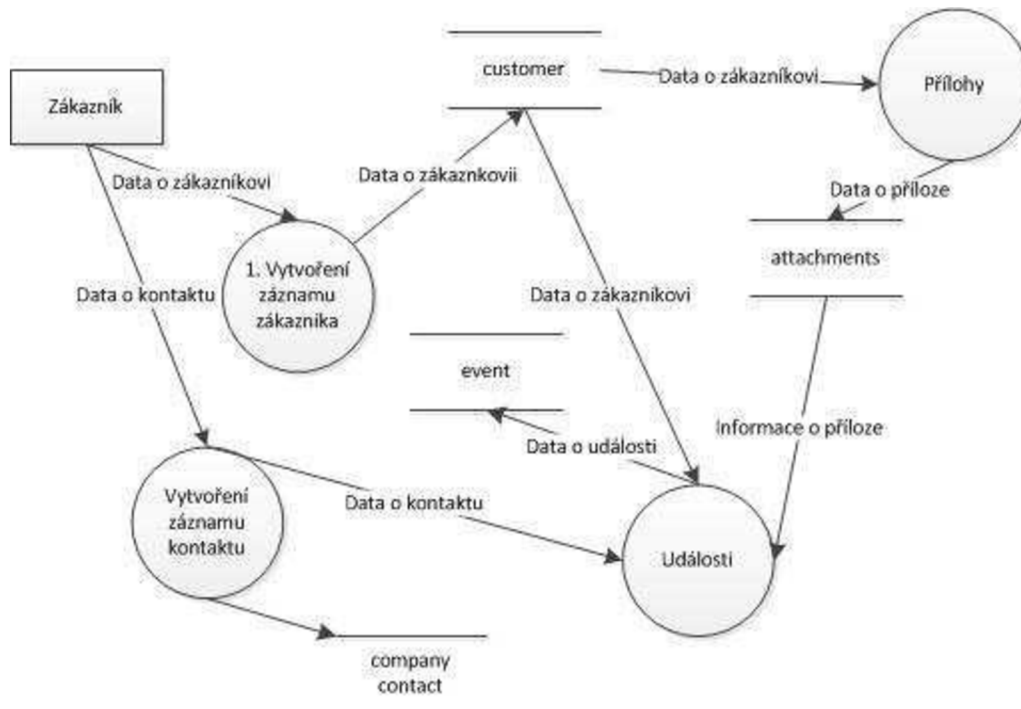 customer
Data o zákazníkovi
Přílohy
Zákazník
Data o zákazníkovi
Data o zákaznkovii
Data o příloze
attachments
1. Vytvoření
záznamu
zákaznika
Data o kontaktu
Data o zákazníkovi
event
Informace o příloze
Data o události
Vytvoření
záznamu
kontaktu
Data o kontaktu
Události
company
contact